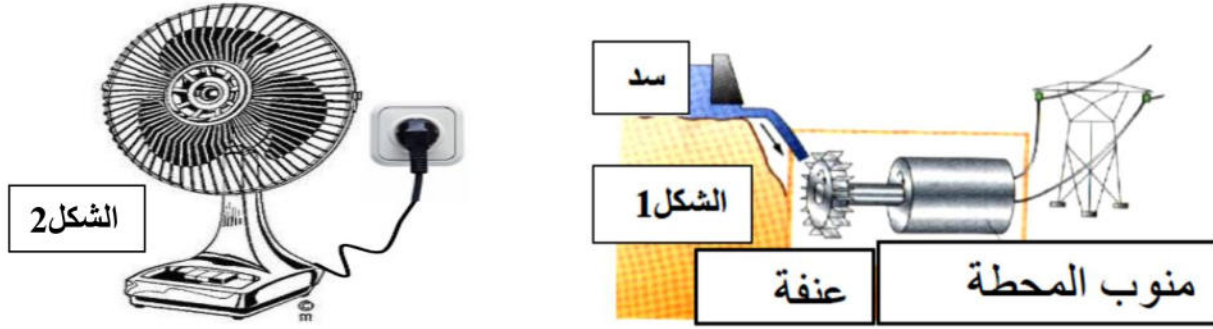 سد
الشكل1
عنفة
منوب المحطة
الشكل2